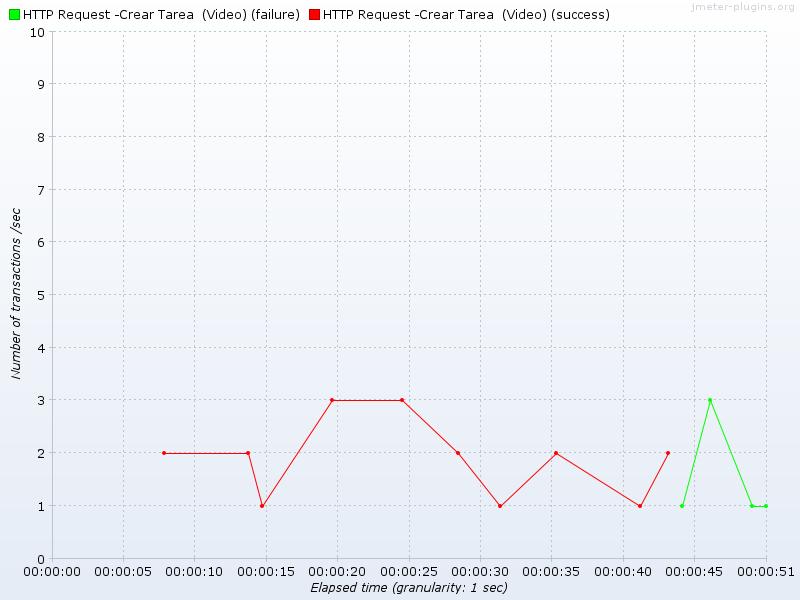 HTTP Request -Crear Tarea  (Video) (failure) HTTP Request -Crear Tarea  (Video) (success)
jmeter-plugins.org
10
9
8
7
6
5
4
3
2
1
0
Number of transactions /sec
00:00:00 00:00:05 00:00:10 00:00:15 00:00:20 00:00:25 00:00:30 00:00:35 00:00:40 00:00:45 00:00:51
Elapsed time (granularity: 1 sec)